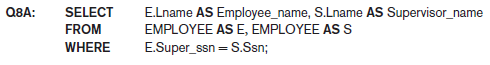 Q8A: SELECT E.Lname AS Employee_name, S.Lname AS Supervisor_name
FROM EMPLOYEE AS E, EMPLOYEE AS S
WHERE E.Super_ssn = S.Ssn;